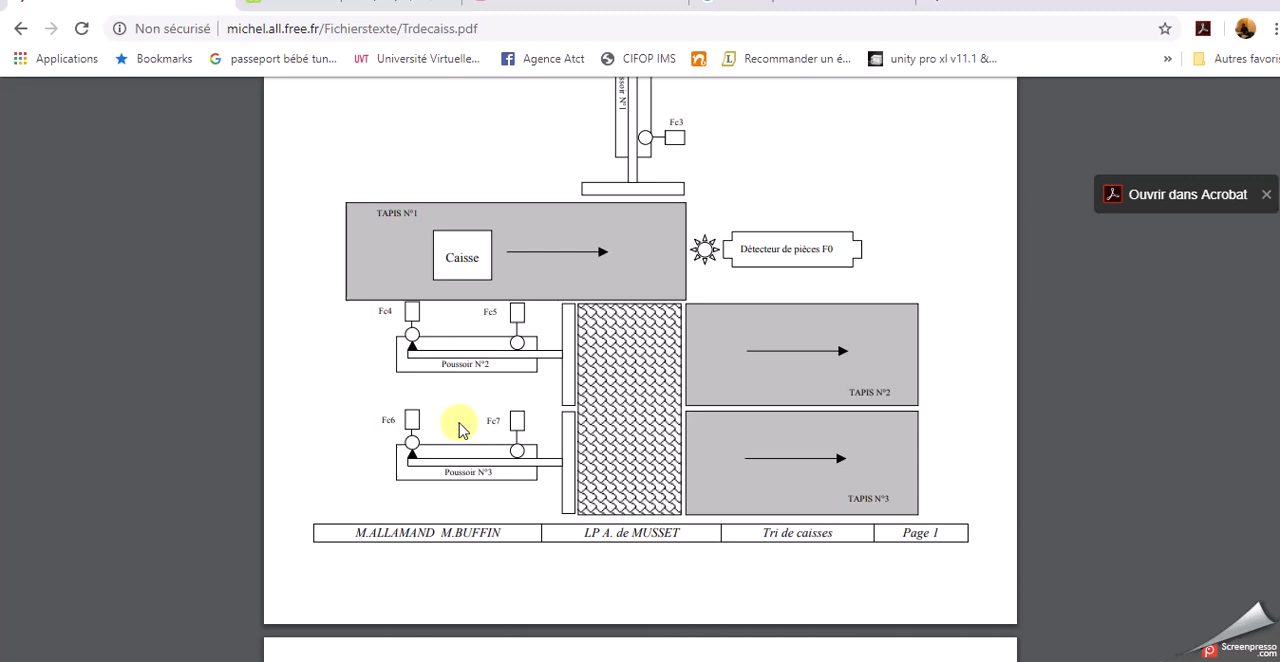 Non sécurisé michel.all.free.fr/Fichierstexte/Trdecaiss.pdf
Applications Bookmarks passeport bébé tun... UVT Université Virtuelle... Agence Atct CIFOP IMS Recommander un é... unity pro xl v11.1 &... » Autres favoris
Fc3
Ouvrir dans Acrobat
TAPIS N°1
Caisse
Détecteur de pièces F0
Fc4
Fc5
Poussoir N°2
TAPIS N°2
Fc6
Fc7
Poussoir N°3
TAPIS N°3
M.ALLAMAND M.BUFFIN LP A. de MUSSET Tri de caisses Page 1
Screenpresso
.com